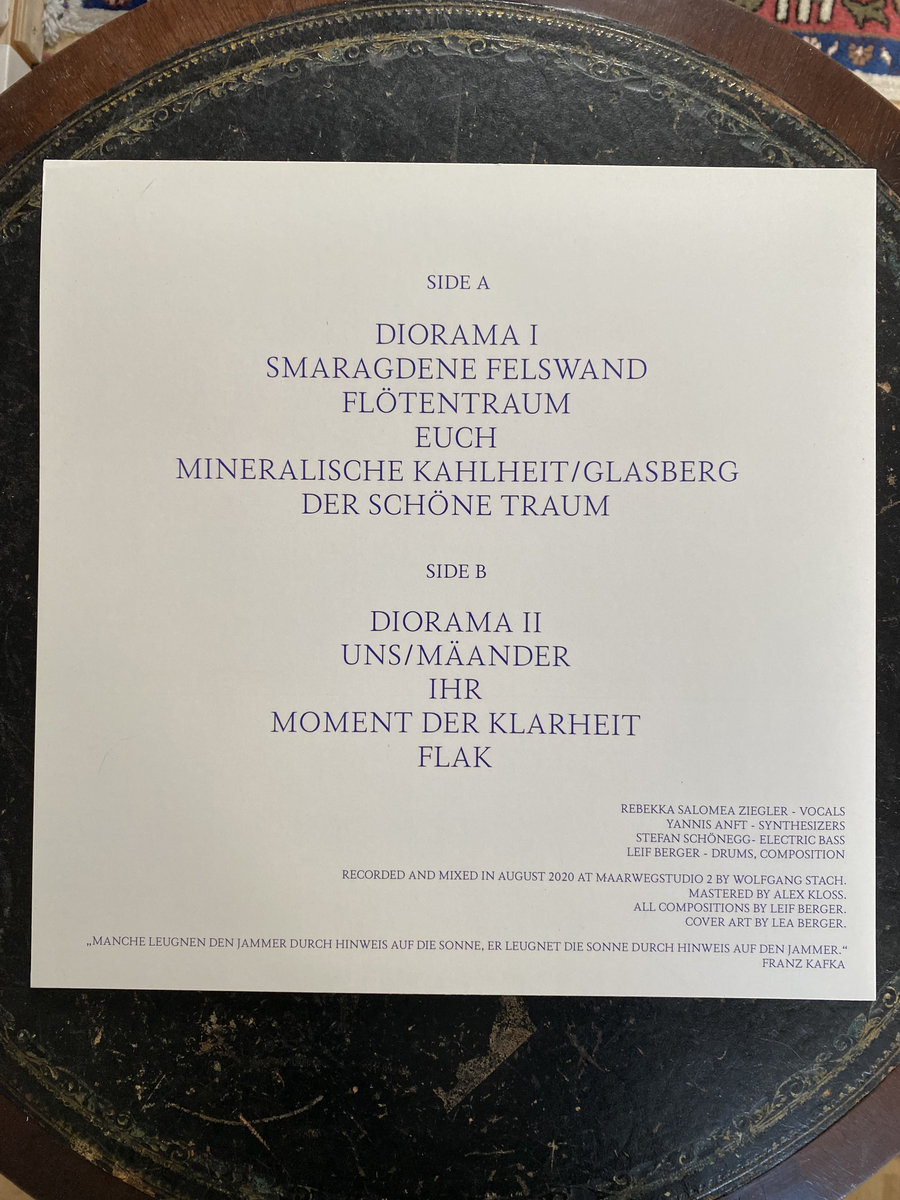 SIDE A
DIORAMA I
SMARAGDENE FELSWAND
FLÖTENTRAUM
EUCH
MINERALISCHE KAHLHEIT/GLASBERG
DER SCHÖNE TRAUM
SIDE B
DIORAMA II
UNS/MÄANDER
IHR
MOMENT DER KLARHEIT
FLAK
REBEKKA SALOMEA ZIEGLER - VOCALS
YANNIS ANFT - SYNTHESIZERS
STEFAN SCHÖNEGG- ELECTRIC BASS
LEIF BERGER - DRUMS, COMPOSITION
RECORDED AND MIXED IN AUGUST 2020 AT MAARWEGSTUDIO 2 BY WOLFGANG STACH.
MASTERED BY ALEX KLOSS.
ALL COMPOSITIONS BY LEIF BERGER.
COVER ART BY LEA BERGER.
„MANCHE LEUGNEN DEN JAMMER DURCH HINWEIS AUF DIE SONNE, ER LEUGNET DIE SONNE DURCH HINWEIS AUF DEN JAMMER.“
FRANZ KAFKA